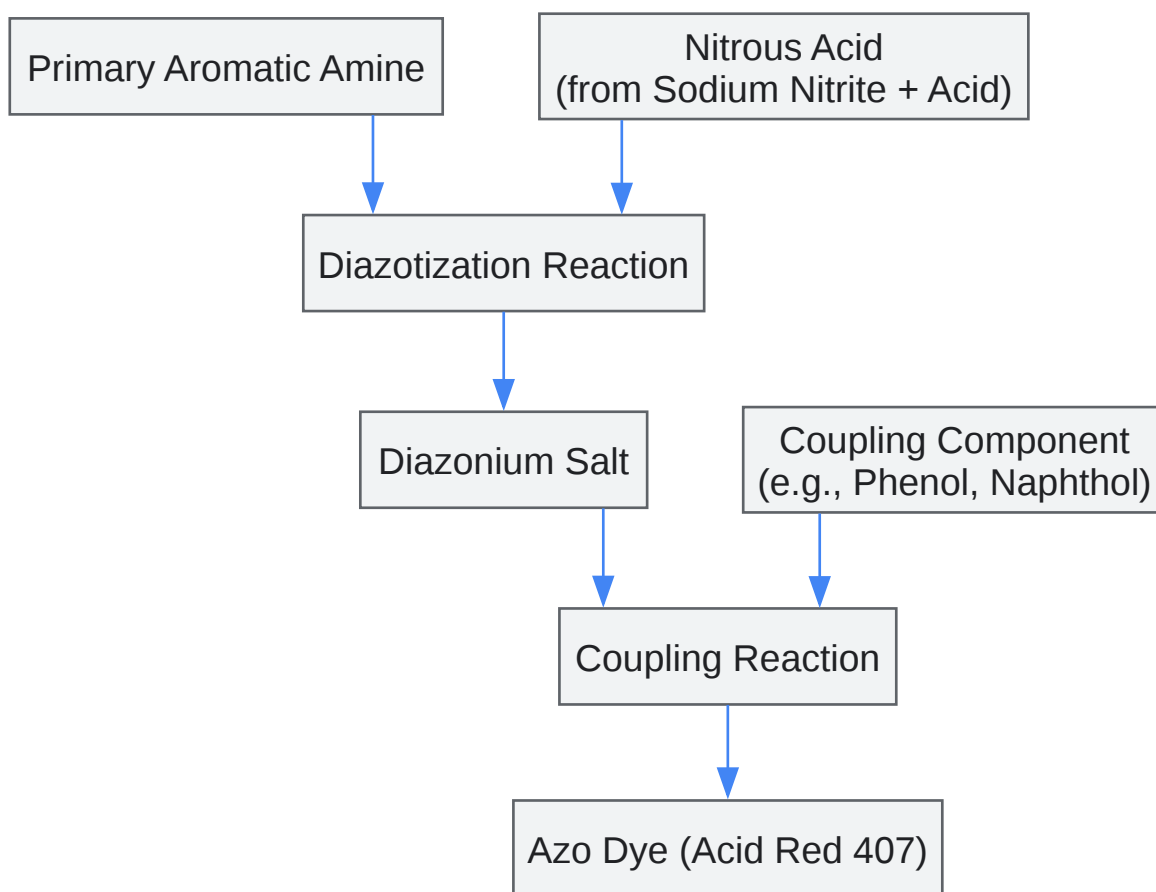 Primary Aromatic Amine
Nitrous Acid
(from Sodium Nitrite + Acid)
Diazotization Reaction
Diazonium Salt
Coupling Component
(e.g., Phenol, Naphthol)
Coupling Reaction
Azo Dye (Acid Red 407)